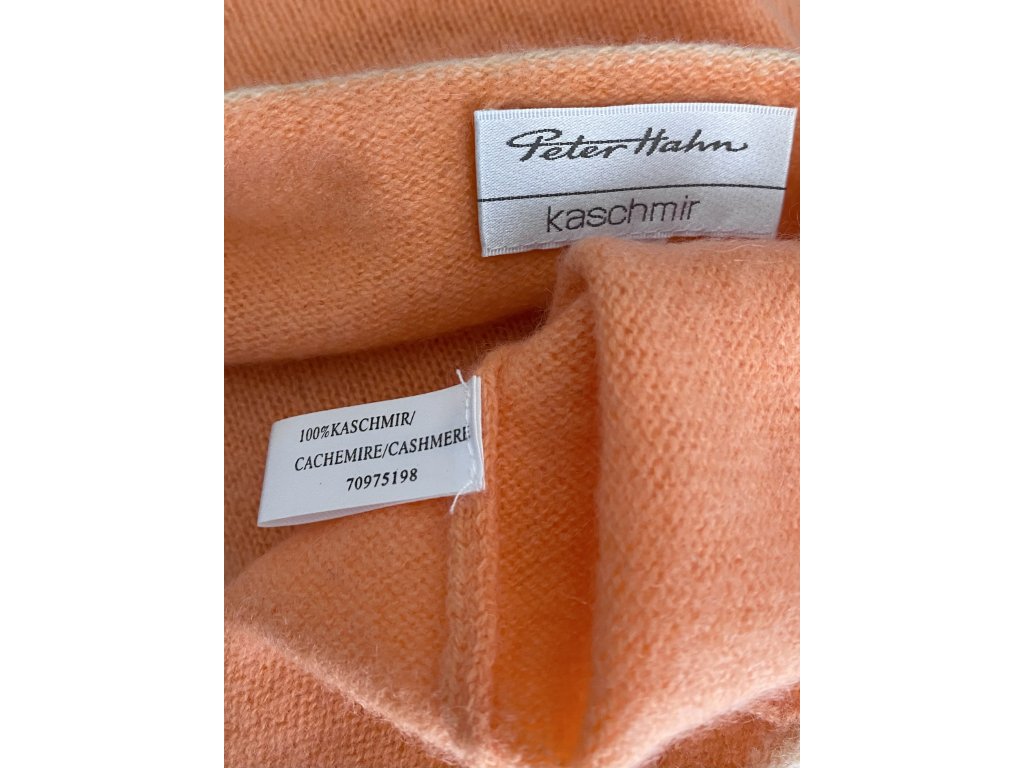 Peter Hahn
kaschmir
100%KASCHMIR/
CACHEMIRE/CASHMERE
70975198